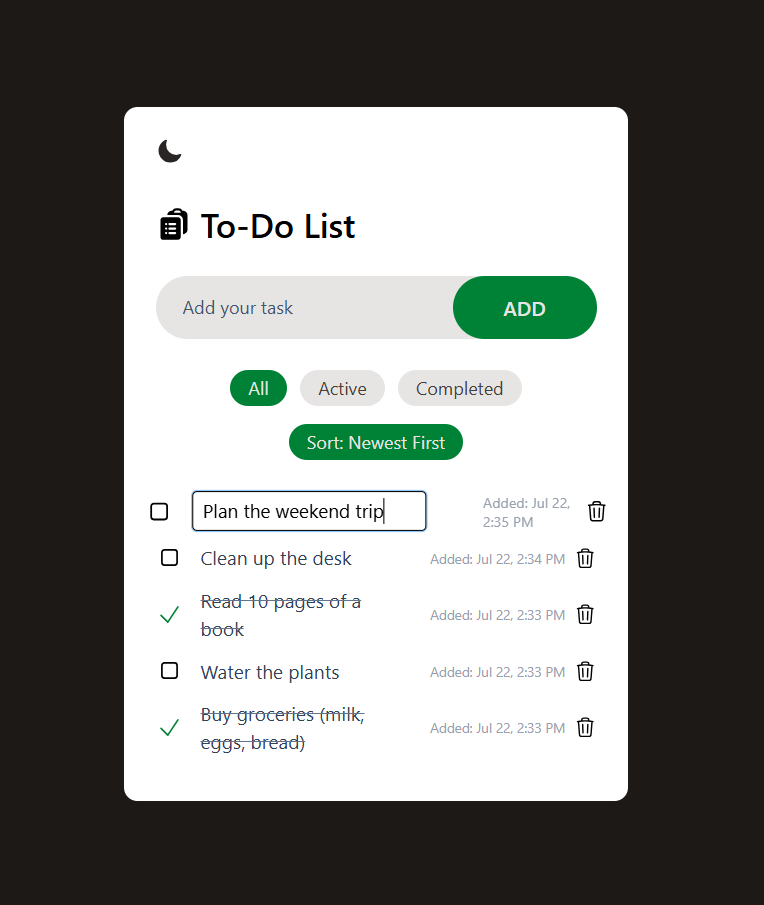 To-Do List
Add your task
ADD
All
Active
Completed
Sort: Newest First
Plan the weekend trip
Added: Jul 22,
2:35 PM
Clean up the desk
Added: Jul 22, 2:34 PM
Read 10 pages of a
book
Added: Jul 22, 2:33 PM
Water the plants
Added: Jul 22, 2:33 PM
Buy groceries (milk,
eggs, bread)
Added: Jul 22, 2:33 PM